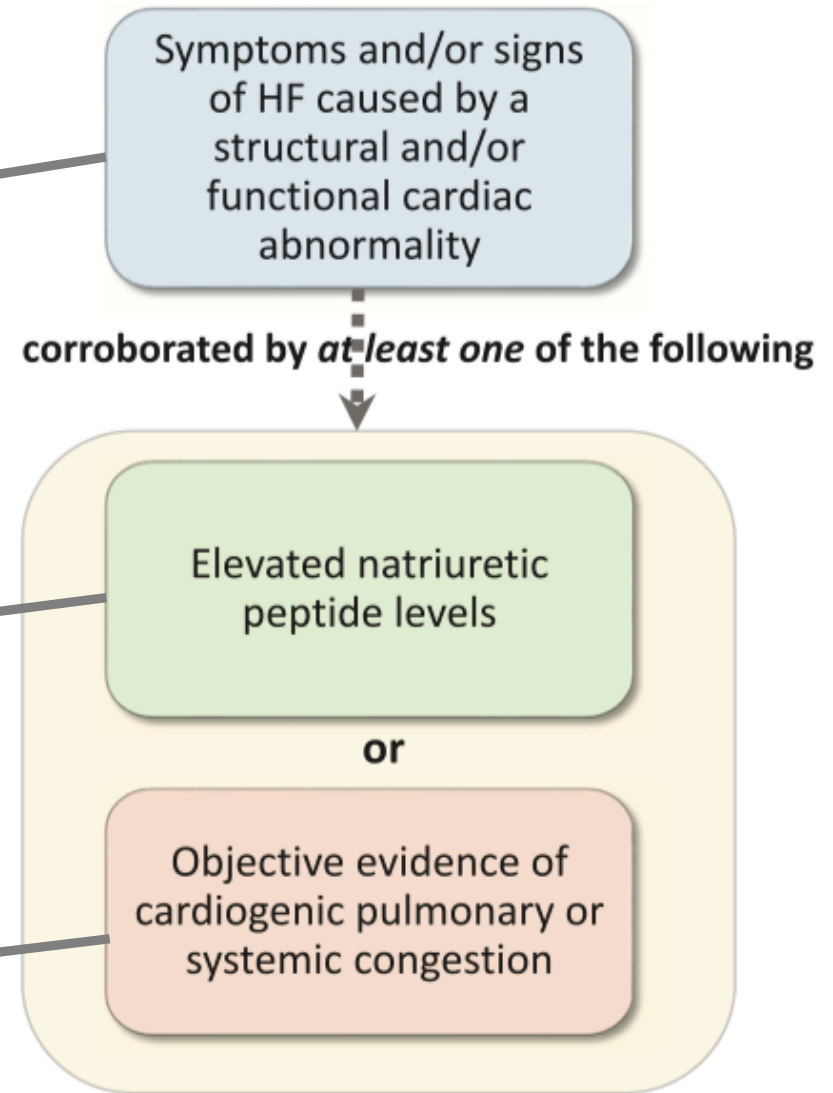 Symptoms and/or signs
of HF caused by a
structural and/or
functional cardiac
abnormality
corroborated by at least one of the following
Elevated natriuretic
peptide levels
or
Objective evidence of
cardiogenic pulmonary or
systemic congestion